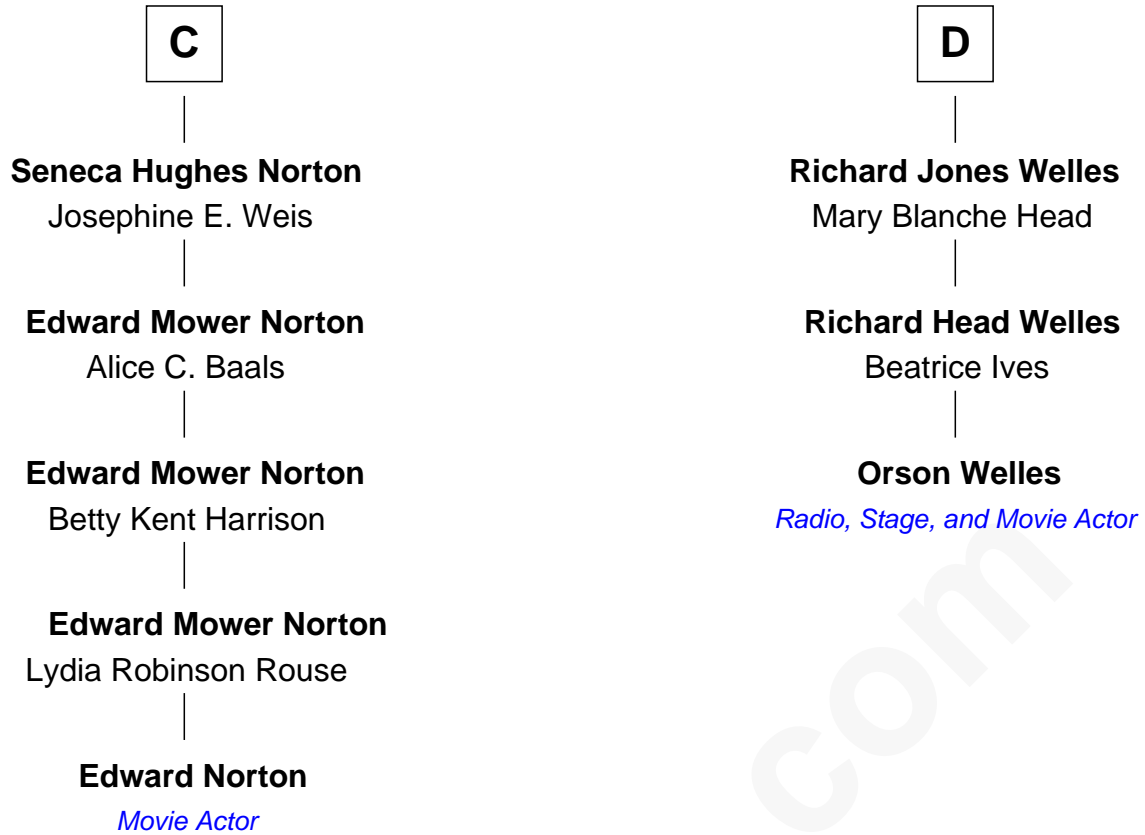 C
Seneca Hughes Norton
Josephine E. Weis
Edward Mower Norton
Alice C. Baals
Edward Mower Norton
Betty Kent Harrison
Edward Mower Norton
Lydia Robinson Rouse
Edward Norton
Movie Actor
D
Richard Jones Welles
Mary Blanche Head
Richard Head Welles
Beatrice Ives
Orson Welles
Radio, Stage, and Movie Actor
com